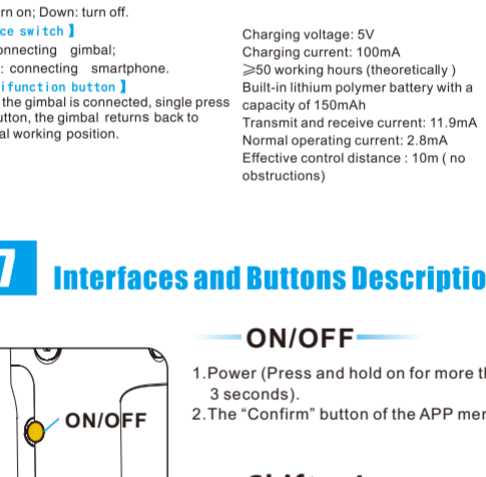 rn on; Down: turn off.
ce switch 】
onnecting gimbal;
: connecting smartphone.
ifunction button 】
the gimbal is connected, single press
utton, the gimbal returns back to
al working position.
Charging voltage: 5V
Charging current: 100mA
≥50 working hours (theoretically )
Built-in lithium polymer battery with a
capacity of 150mAh
Transmit and receive current: 11.9mA
Normal operating current: 2.8mA
Effective control distance : 10m ( no
obstructions)
7 Interfaces and Buttons Descriptio
ON/OFF
1.Power (Press and hold on for more th
3 seconds).
2.The “Confirm” button of the APP mer
ON/OFF